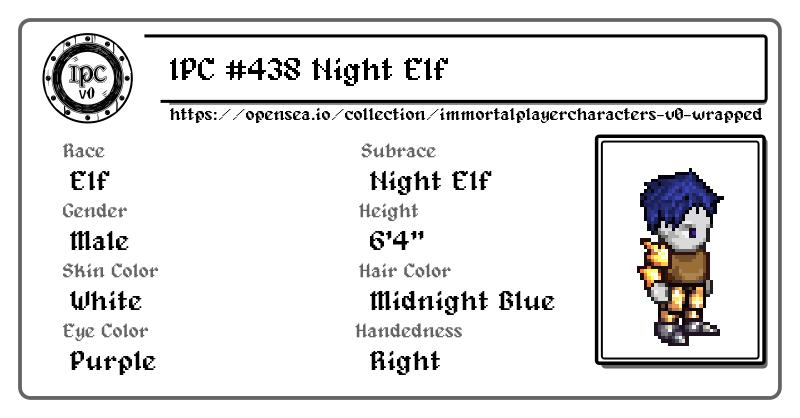 IPC
v0
IPC #438 Night Elf
https://opensea.io/collection/immortalplayercharacters-v0-wrapped
Race
Elf
Subrace
Night Elf
Gender
Male
Height
6'4"
Skin Color
White
Hair Color
Midnight Blue
Eye Color
Purple
Handedness
Right